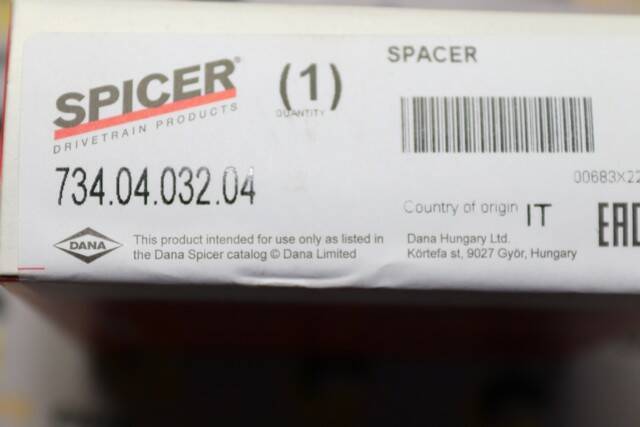 SPICER®
DRIVETRAIN PRODUCTS
(1)
QUANTITY
SPACER
734.04.032.04
00683X22
Country of origin IT
EAC
DANA
This product intended for use only as listed in
the Dana Spicer catalog © Dana Limited
Dana Hungary Ltd.
Körtefa st, 9027 Győr, Hungary